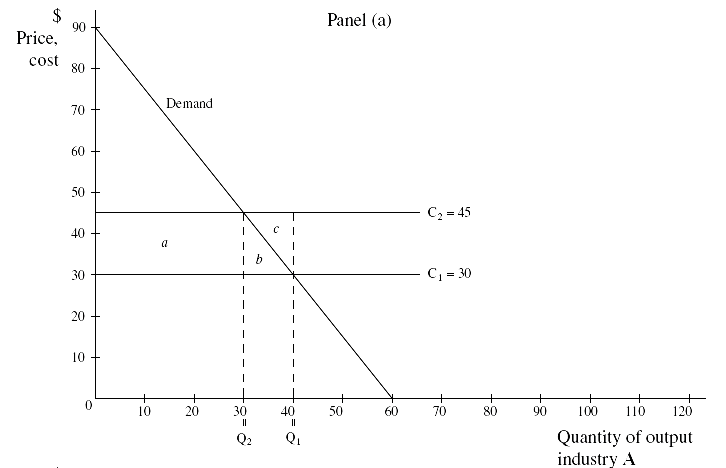 $
Panel (a)
Price,
cost
90
80
70
60
50
40
30
20
10
0
Demand
C₂ = 45
C₁ = 30
a
c
b
10 20 30 40 50 60 70 80 90 100 110 120
= =
Q₂ Q₁
Quantity of output
industry A